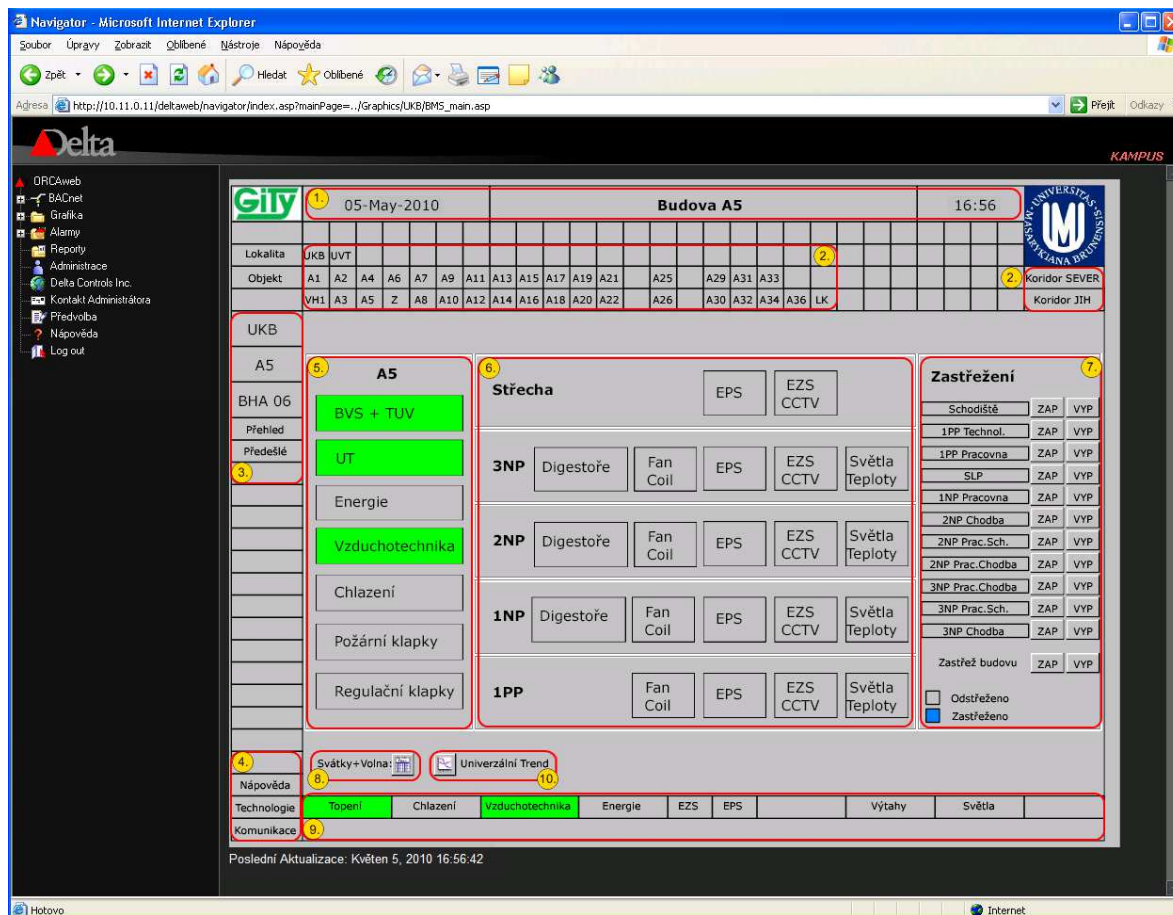 Navigator - Microsoft Internet Explorer
Soubor Úpravy Zobrazit Oblíbené Nástroje Nápověda
Zpět Hledat Oblíbené
Adresa http://10.11.0.11/deltaweb/navigator/index.asp?mainPage=../Graphics/UKB/BMS_main.asp Přejít Odkazy
Delta
KAMPUS
ORCAweb
BACnet
Grafika
Alarmy
Reporty
Administrace
Delta Controls Inc.
Kontakt Administrátora
Předvolba
Nápověda
Log out
GiTy 1. 05-May-2010 Budova A5 16:56
UNIVERSITAS MASARYKIANA BRUNENSIS
Lokalita UKB UVT 2.
Objekt A1 A2 A4 A6 A7 A9 A11 A13 A15 A17 A19 A21 A25 A29 A31 A33 2. Koridor SEVER
VH1 A3 A5 Z A8 A10 A12 A14 A16 A18 A20 A22 A26 A30 A32 A34 A36 LK Koridor JIH
UKB
A5
BHA 06
Přehled
Předešlé
3.
5. A5
BVS + TUV
UT
Energie
Vzduchotechnika
Chlazení
Požární klapky
Regulační klapky
6.
Střecha EPS EZS CCTV
3NP Digestoře Fan Coil EPS EZS CCTV Světla Teploty
2NP Digestoře Fan Coil EPS EZS CCTV Světla Teploty
1NP Digestoře Fan Coil EPS EZS CCTV Světla Teploty
1PP Fan Coil EPS EZS CCTV Světla Teploty
Zastřežení 7.
Schodiště ZAP VYP
1PP Technol. ZAP VYP
1PP Pracovna ZAP VYP
SLP ZAP VYP
1NP Pracovna ZAP VYP
2NP Chodba ZAP VYP
2NP Prac.Sch. ZAP VYP
2NP Prac.Chodba ZAP VYP
3NP Prac.Chodba ZAP VYP
3NP Prac.Sch. ZAP VYP
3NP Chodba ZAP VYP
Zastřež budovu ZAP VYP
Odstřeženo
Zastřeženo
4.
Svátky+Volna: 8.
Univerzální Trend 10.
Nápověda
Technologie Topení Chlazení Vzduchotechnika Energie EZS EPS Výtahy Světla
Komunikace 9.
Poslední Aktualizace: Květen 5, 2010 16:56:42
Hotovo Internet